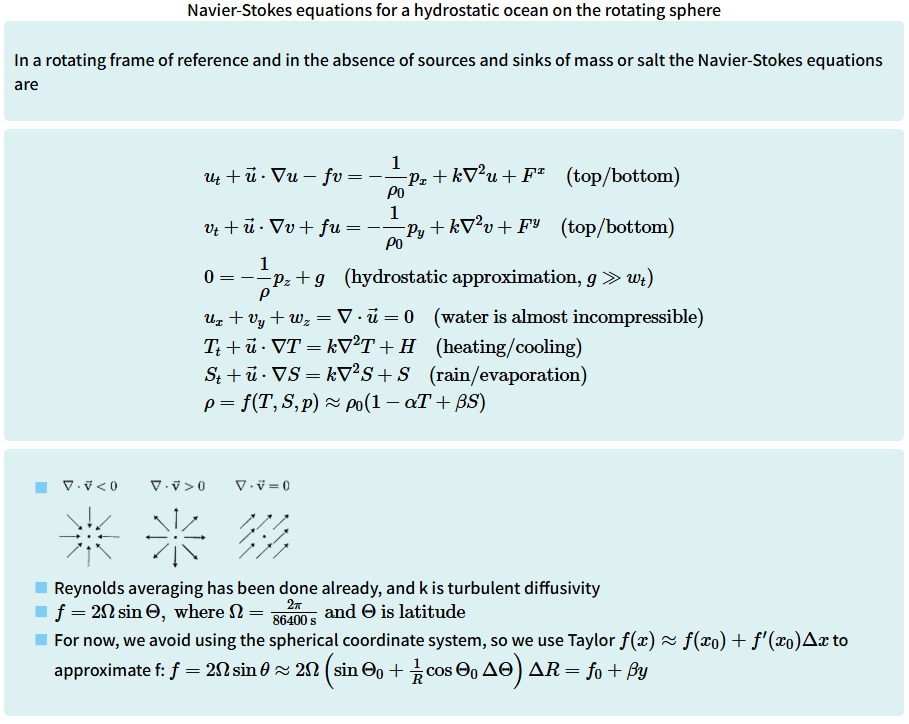 Navier-Stokes equations for a hydrostatic ocean on the rotating sphere
In a rotating frame of reference and in the absence of sources and sinks of mass or salt the Navier-Stokes equations
are
$u_t + \vec{u} \cdot \nabla u - fv = -\frac{1}{\rho_0} p_x + k\nabla^2 u + F^x$ (top/bottom)
$v_t + \vec{u} \cdot \nabla v + fu = -\frac{1}{\rho_0} p_y + k\nabla^2 v + F^y$ (top/bottom)
$0 = -\frac{1}{\rho} p_z + g$ (hydrostatic approximation, $g \gg w_t$)
$u_x + v_y + w_z = \nabla \cdot \vec{u} = 0$ (water is almost incompressible)
$T_t + \vec{u} \cdot \nabla T = k\nabla^2 T + H$ (heating/cooling)
$S_t + \vec{u} \cdot \nabla S = k\nabla^2 S + S$ (rain/evaporation)
$\rho = f(T, S, p) \approx \rho_0 (1 - \alpha T + \beta S)$
$\nabla \cdot \vec{v} < 0$ $\nabla \cdot \vec{v} > 0$ $\nabla \cdot \vec{v} = 0$
Reynolds averaging has been done already, and k is turbulent diffusivity
$f = 2\Omega \sin \Theta$, where $\Omega = \frac{2\pi}{86400\,\mathrm{s}}$ and $\Theta$ is latitude
For now, we avoid using the spherical coordinate system, so we use Taylor $f(x) \approx f(x_0) + f'(x_0)\Delta x$ to
approximate f: $f = 2\Omega \sin \theta \approx 2\Omega \left( \sin \Theta_0 + \frac{1}{R} \cos \Theta_0 \, \Delta\Theta \right) \Delta R = f_0 + \beta y$